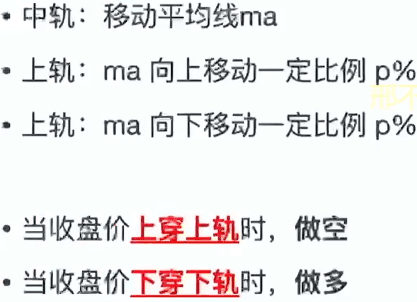 • 中轨：移动平均线ma
• 上轨：ma 向上移动一定比例 p%
• 上轨：ma 向下移动一定比例 p%
• 当收盘价上穿上轨时，做空
• 当收盘价下穿下轨时，做多